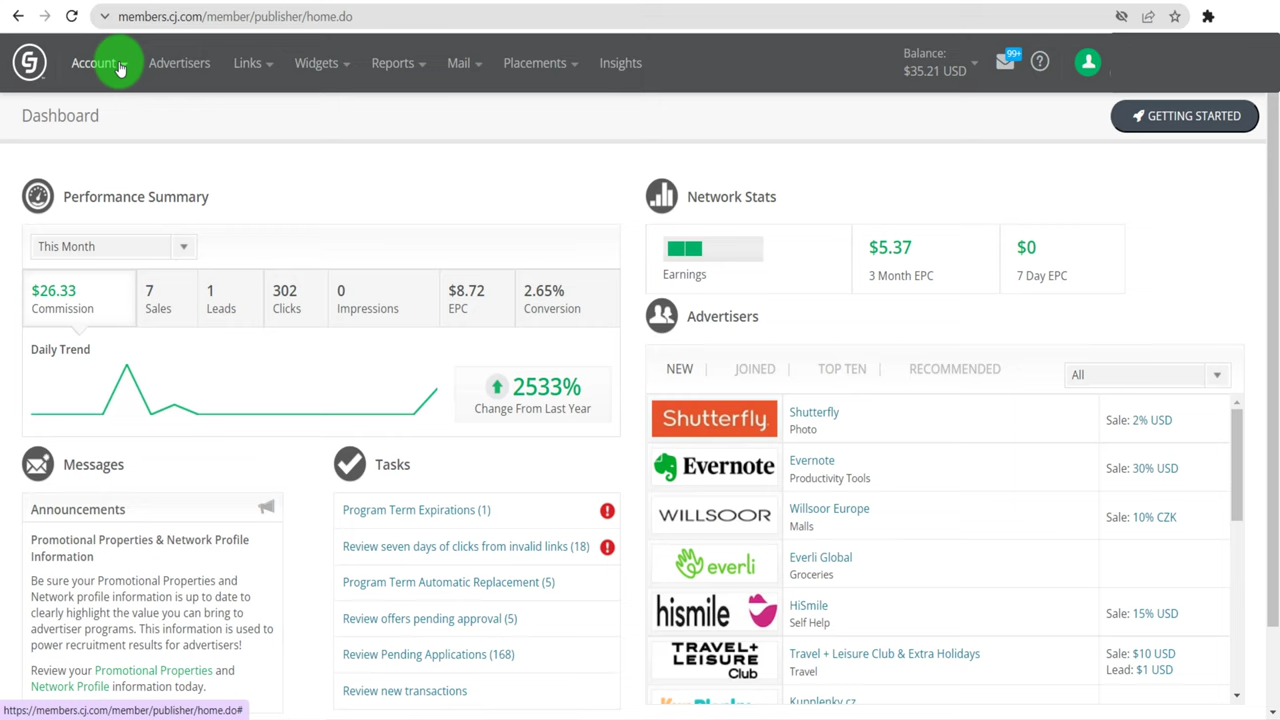 members.cj.com/member/publisher/home.do
Account
Advertisers
Links
Widgets
Reports
Mail
Placements
Insights
Balance:
$35.21 USD
99+
Dashboard
GETTING STARTED
Performance Summary
This Month
$26.33
Commission
7
Sales
1
Leads
302
Clicks
0
Impressions
$8.72
EPC
2.65%
Conversion
Daily Trend
2533%
Change From Last Year
Network Stats
Earnings
$5.37
3 Month EPC
$0
7 Day EPC
Advertisers
NEW | JOINED | TOP TEN | RECOMMENDED
All
Shutterfly.
Shutterfly
Photo
Sale: 2% USD
Evernote
Evernote
Productivity Tools
Sale: 30% USD
WILLSOOR
Willsoor Europe
Malls
Sale: 10% CZK
everli
Everli Global
Groceries
hismile
HiSmile
Self Help
Sale: 15% USD
TRAVEL+
LEISURE
Club
Travel + Leisure Club & Extra Holidays
Travel
Sale: $10 USD
Lead: $1 USD
Kupplenky.cz
Messages
Announcements
Promotional Properties & Network Profile
Information
Be sure your Promotional Properties and
Network profile information is up to date to
clearly highlight the value you can bring to
advertiser programs. This information is used to
power recruitment results for advertisers!
Review your Promotional Properties and
Network Profile information today.
Tasks
Program Term Expirations (1)
Review seven days of clicks from invalid links (18)
Program Term Automatic Replacement (5)
Review offers pending approval (5)
Review Pending Applications (168)
Review new transactions
https://members.cj.com/member/publisher/home.do#